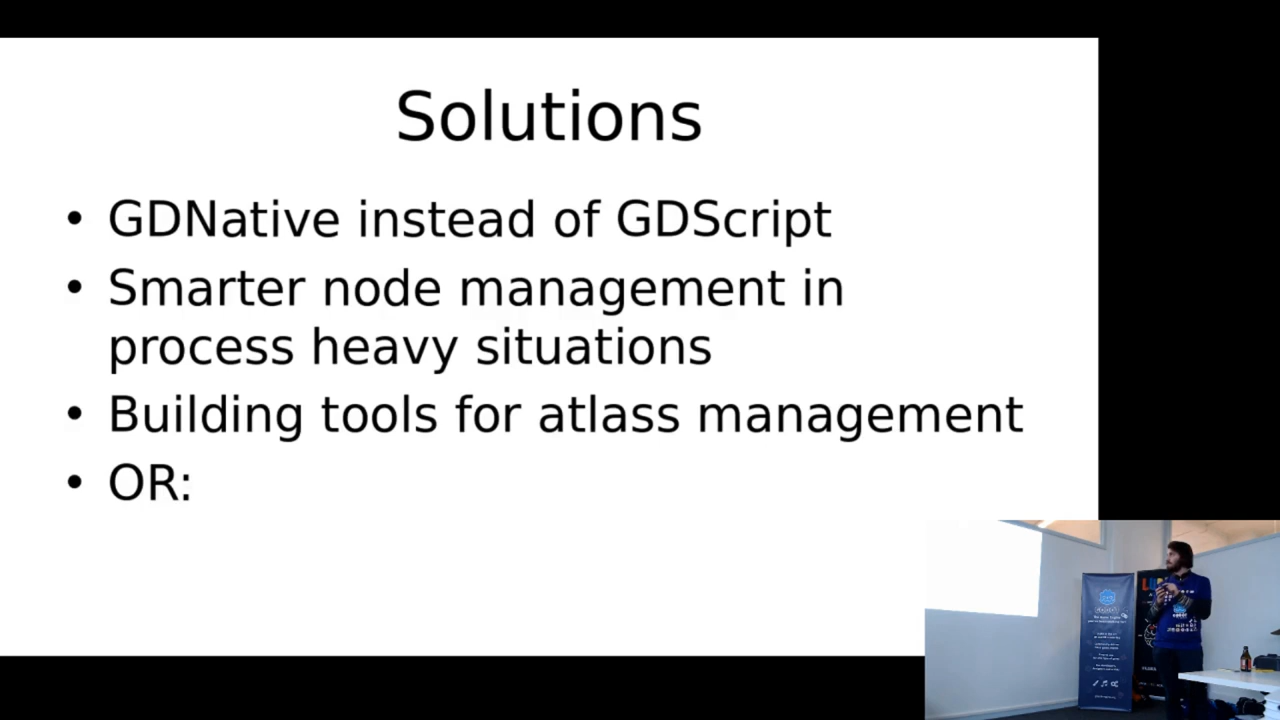 Solutions
• GDNative instead of GDScript
• Smarter node management in
process heavy situations
• Building tools for atlass management
• OR: